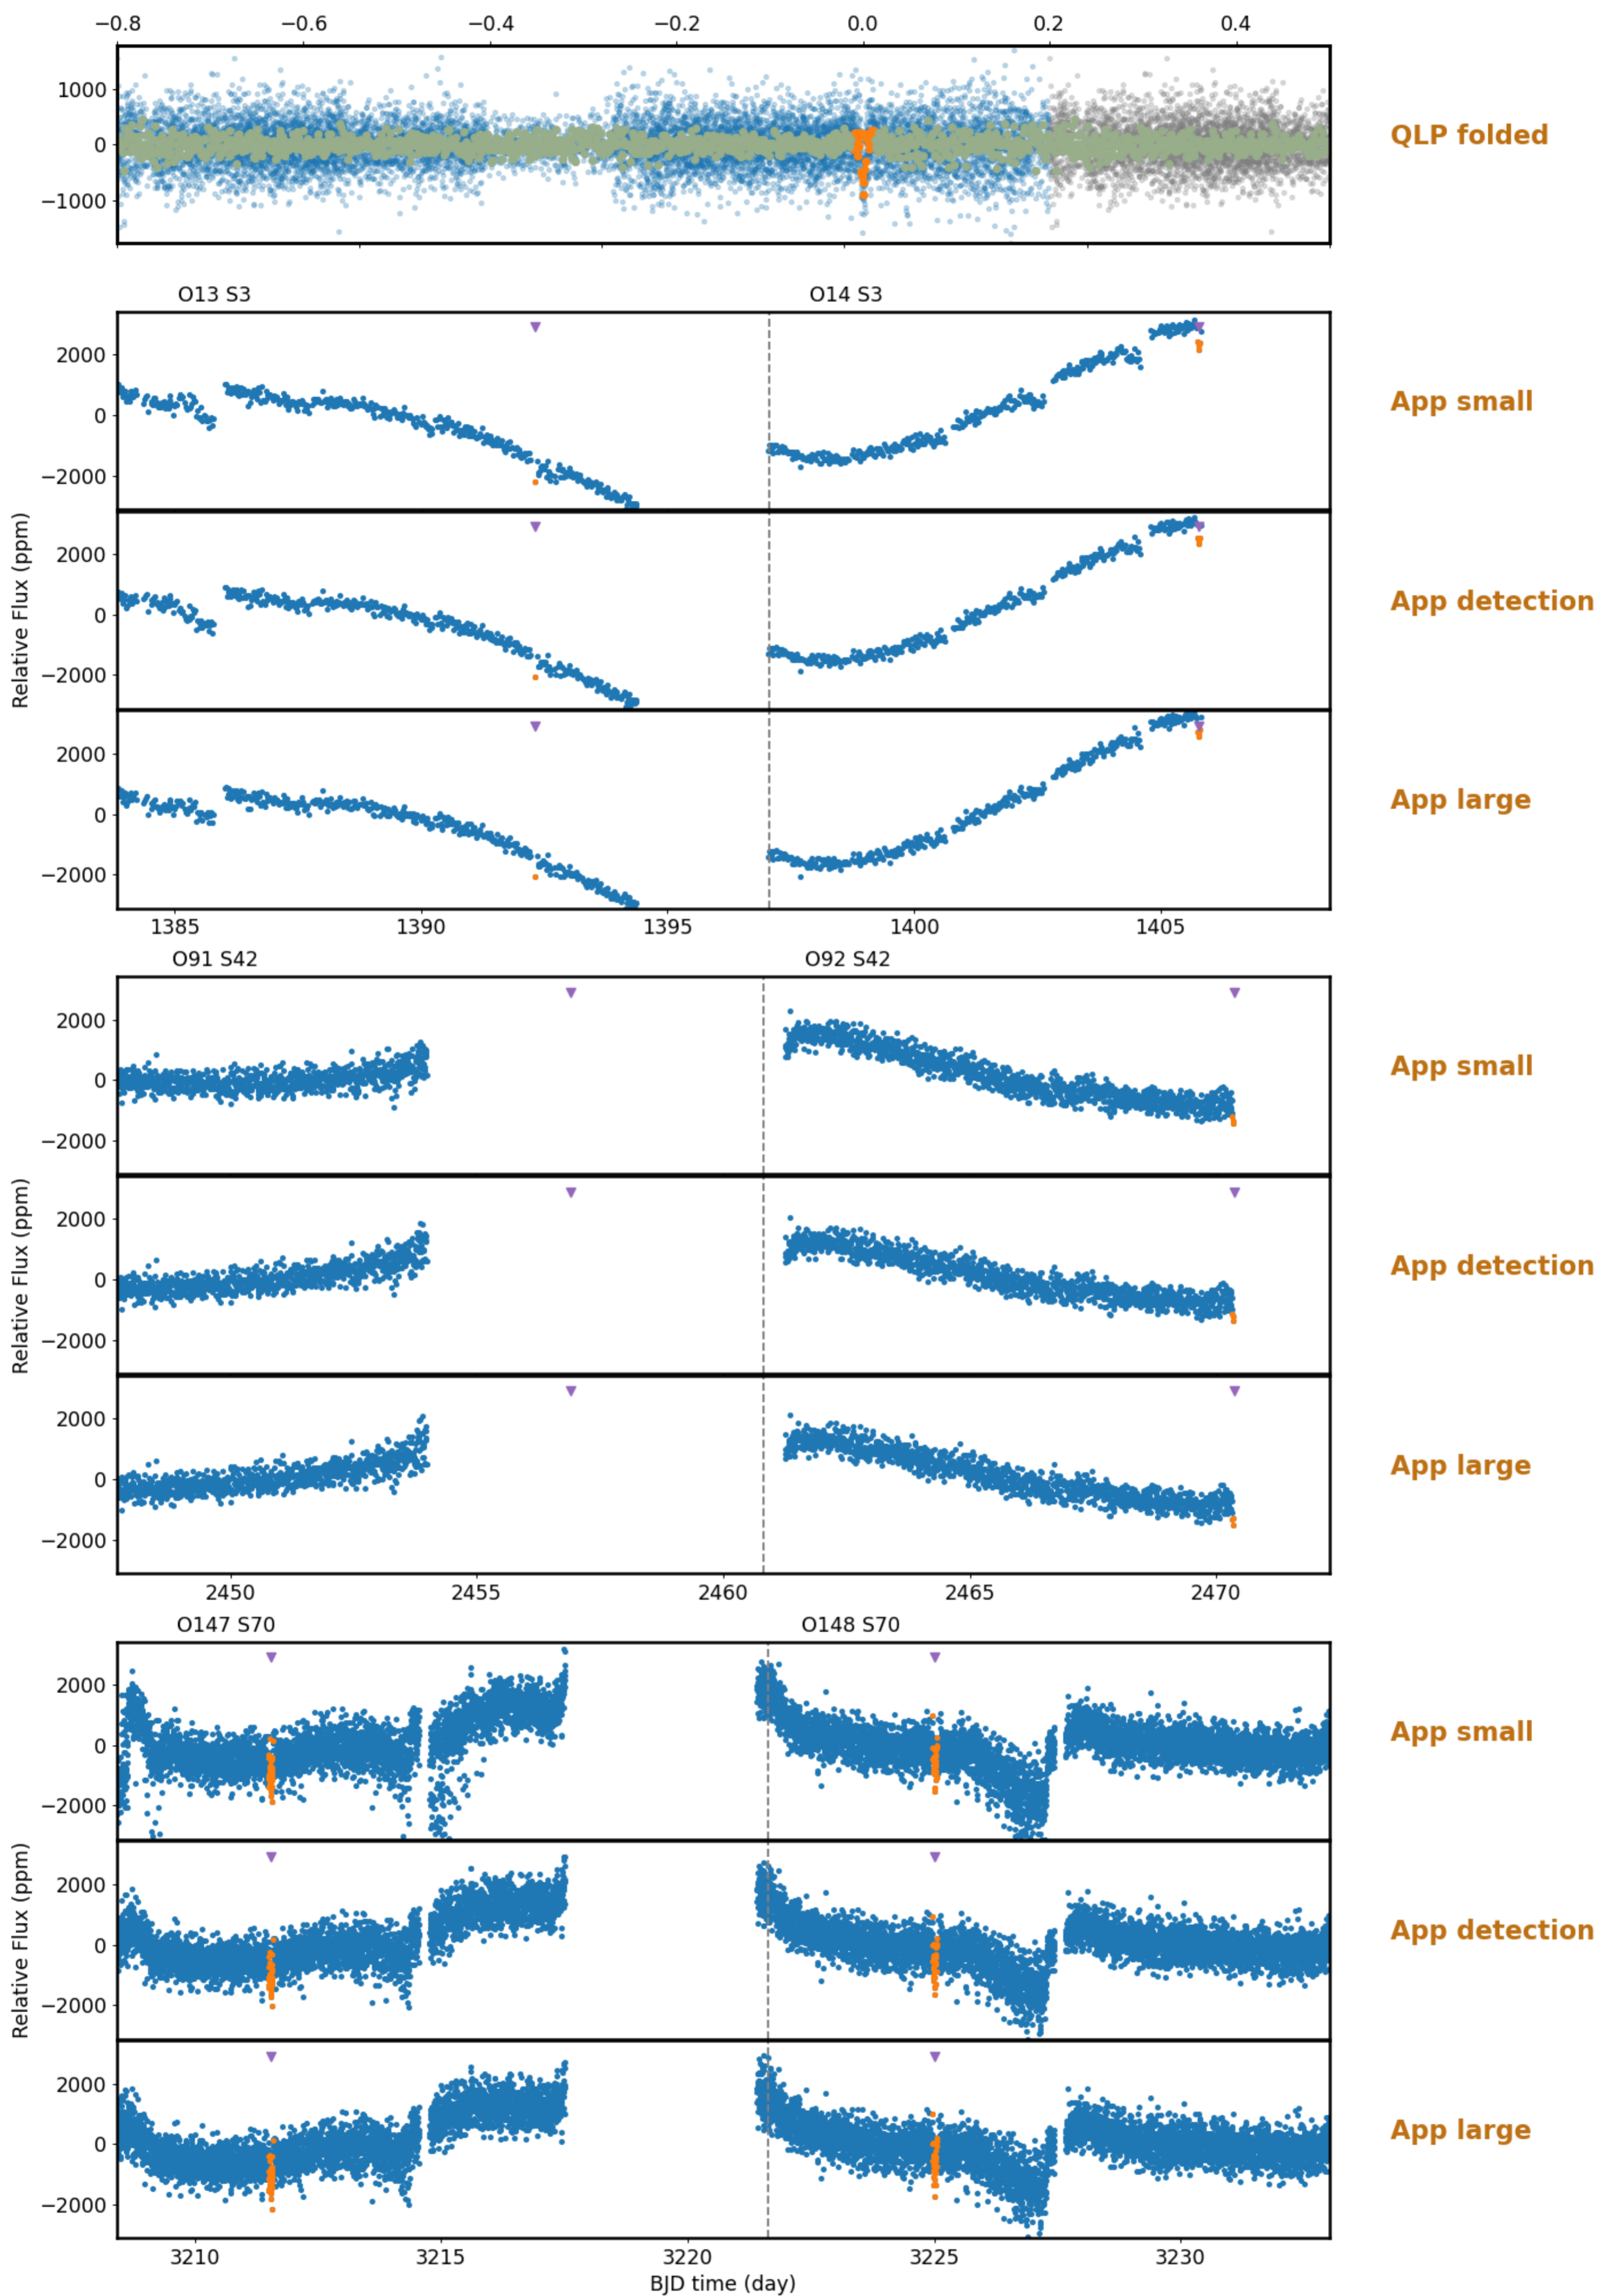 −0.8 −0.6 −0.4 −0.2 0.0 0.2 0.4
1000
0
−1000
QLP folded
O13 S3 O14 S3
2000
0
−2000
App small
2000
0
−2000
App detection
2000
0
−2000
App large
Relative Flux (ppm)
1385 1390 1395 1400 1405
O91 S42 O92 S42
2000
0
−2000
App small
2000
0
−2000
App detection
2000
0
−2000
App large
Relative Flux (ppm)
2450 2455 2460 2465 2470
O147 S70 O148 S70
2000
0
−2000
App small
2000
0
−2000
App detection
2000
0
−2000
App large
Relative Flux (ppm)
3210 3215 3220 3225 3230
BJD time (day)